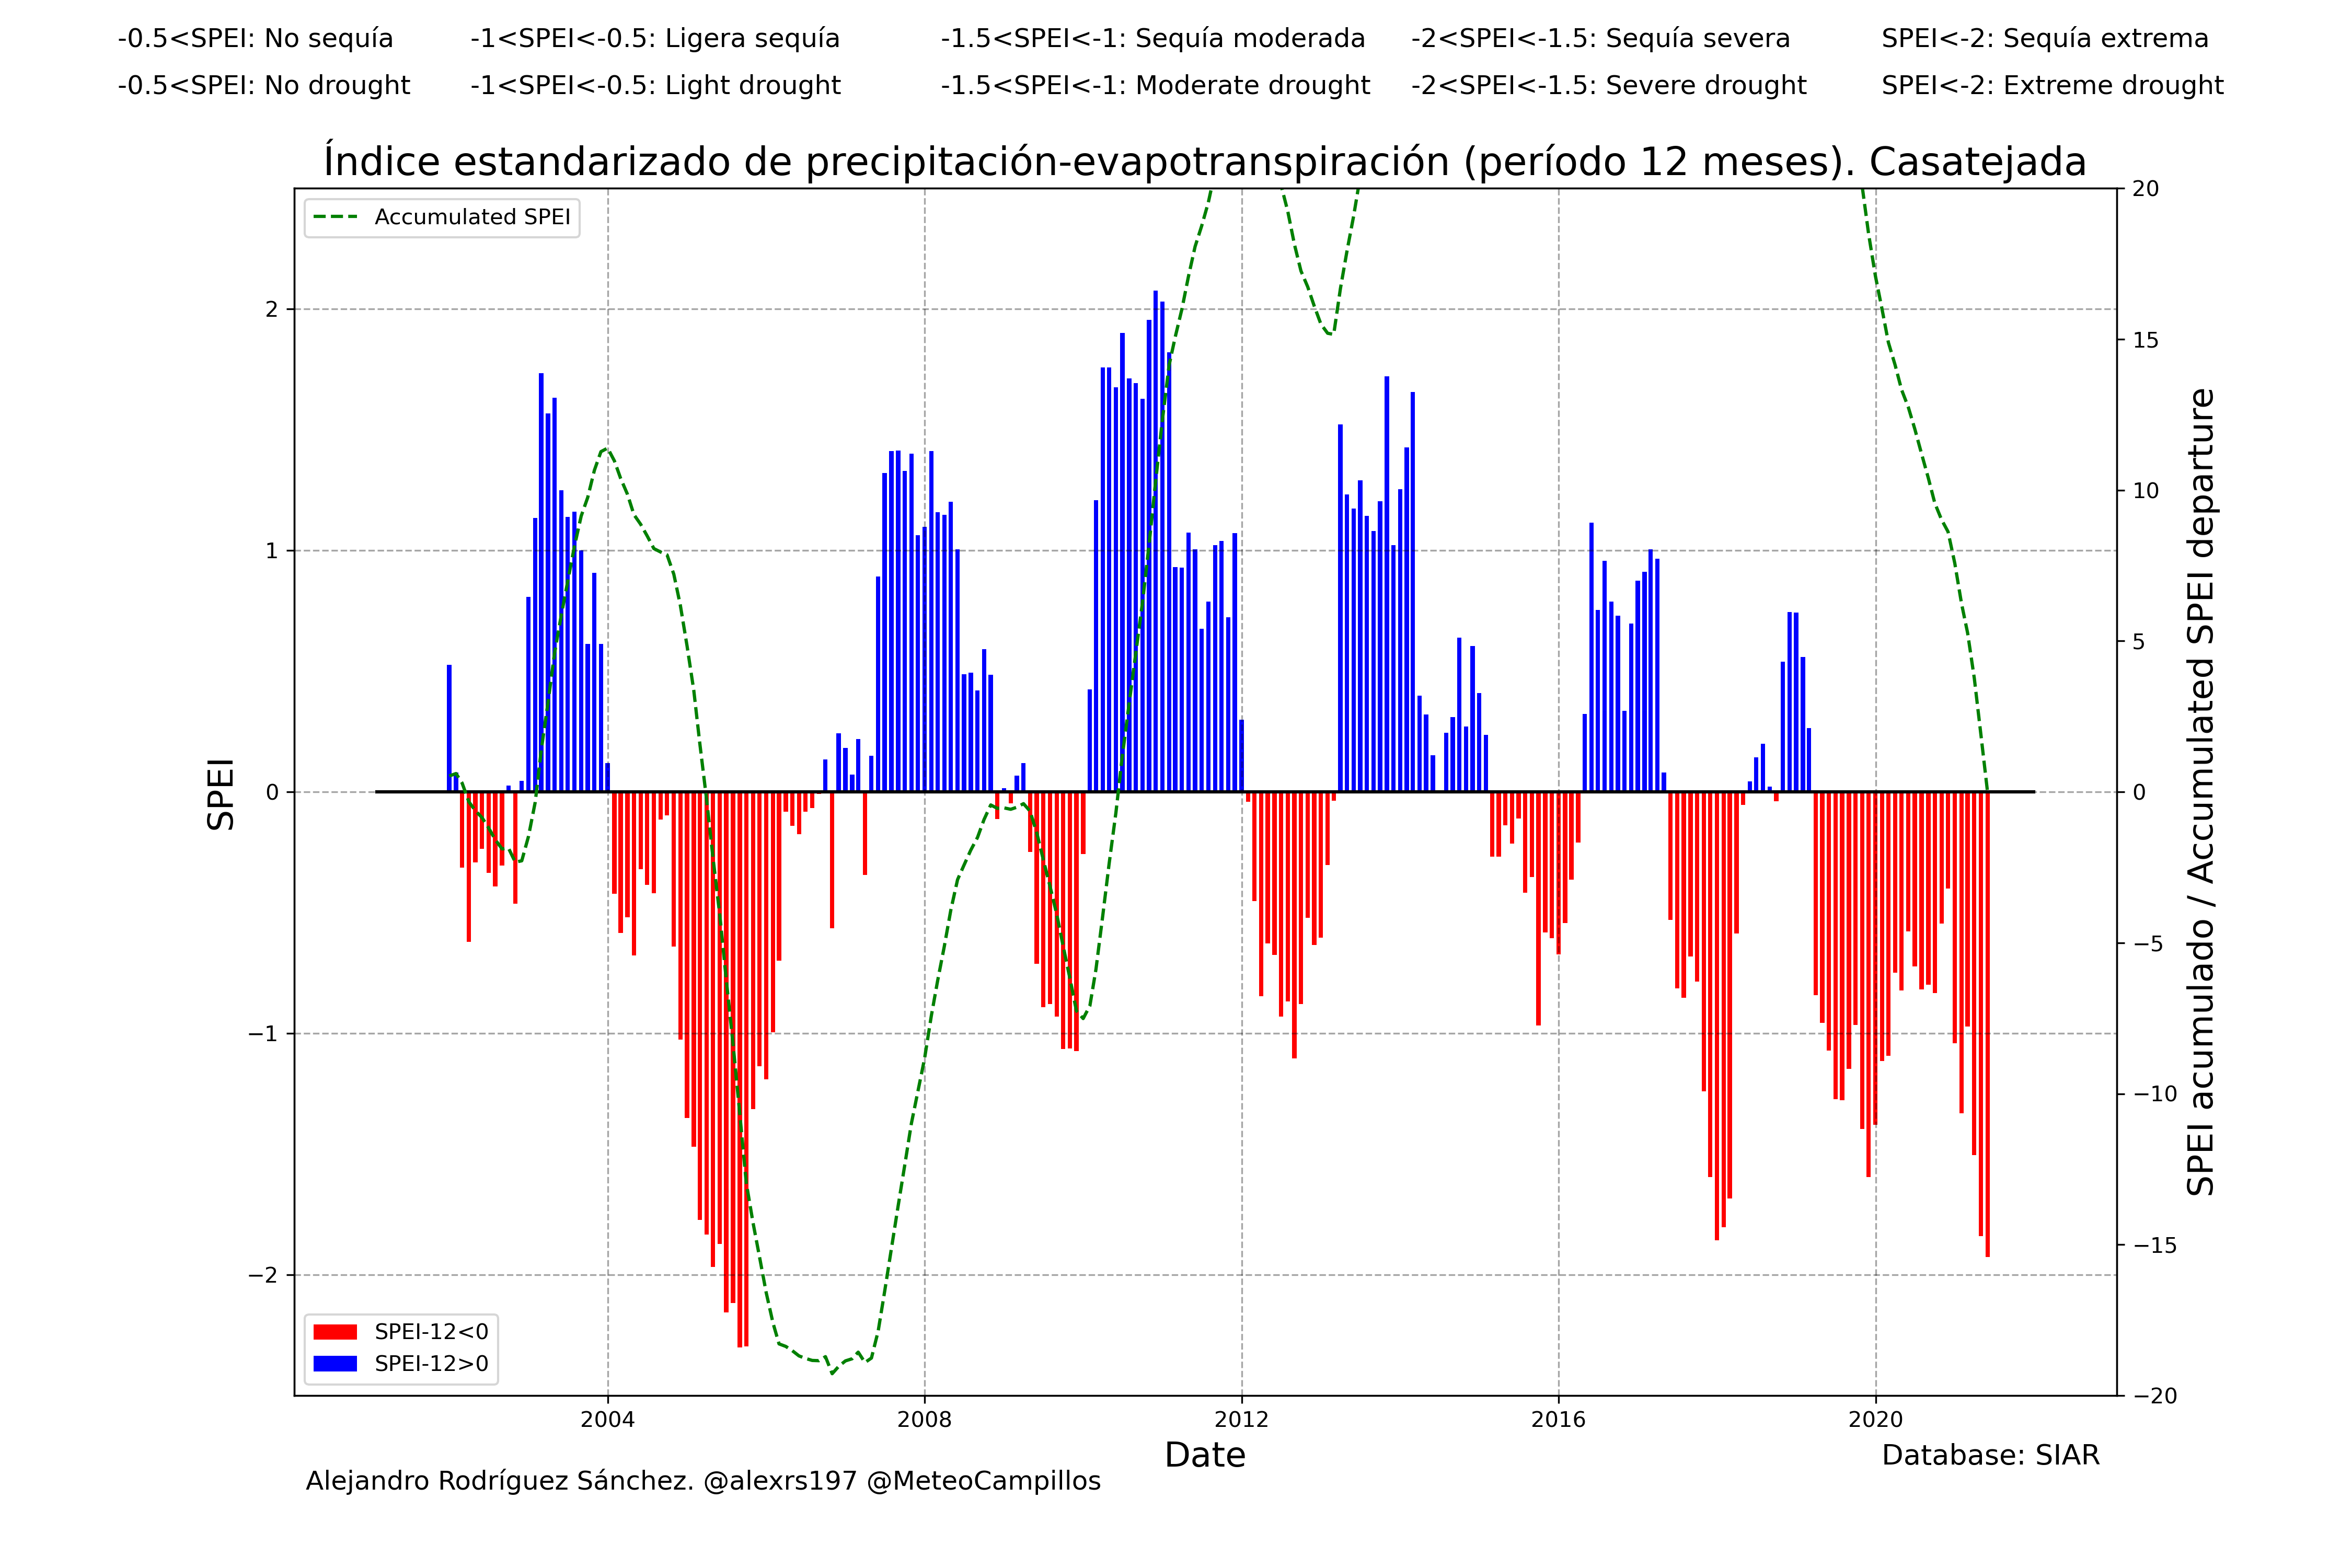 -0.5<SPEI: No sequía -1<SPEI<-0.5: Ligera sequía -1.5<SPEI<-1: Sequía moderada -2<SPEI<-1.5: Sequía severa SPEI<-2: Sequía extrema
-0.5<SPEI: No drought -1<SPEI<-0.5: Light drought -1.5<SPEI<-1: Moderate drought -2<SPEI<-1.5: Severe drought SPEI<-2: Extreme drought
Índice estandarizado de precipitación-evapotranspiración (período 12 meses). Casatejada
Accumulated SPEI
SPEI
2
1
0
−1
−2
20
15
10
5
0
−5
−10
−15
−20
SPEI acumulado / Accumulated SPEI departure
SPEI-12<0
SPEI-12>0
2004 2008 2012 2016 2020
Date
Database: SIAR
Alejandro Rodríguez Sánchez. @alexrs197 @MeteoCampillos